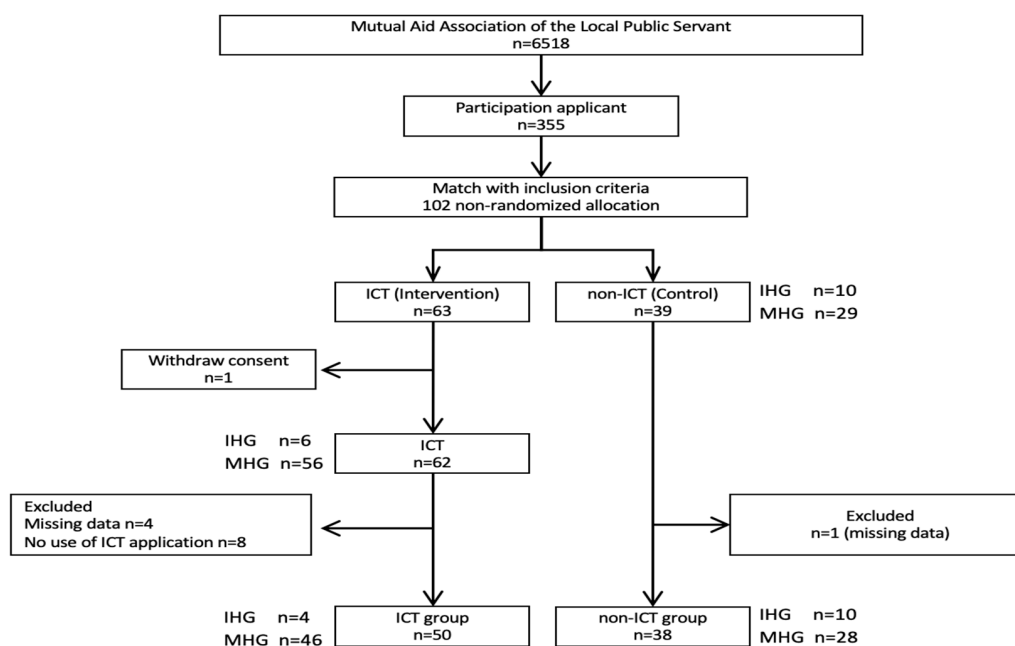 Mutual Aid Association of the Local Public Servant
n=6518
Participation applicant
n=355
Match with inclusion criteria
102 non-randomized allocation
ICT (Intervention)
n=63
non-ICT (Control)
n=39
IHG n=10
MHG n=29
Withdraw consent
n=1
IHG n=6
MHG n=56
ICT
n=62
Excluded
Missing data n=4
No use of ICT application n=8
Excluded
n=1 (missing data)
IHG n=4
MHG n=46
ICT group
n=50
non-ICT group
n=38
IHG n=10
MHG n=28